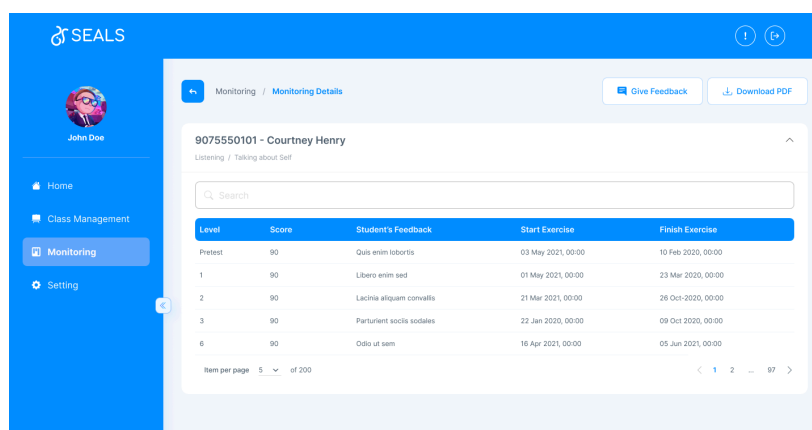 SEALS
!
John Doe
Home
Class Management
Monitoring
Setting
Monitoring / Monitoring Details
Give Feedback
Download PDF
9075550101 - Courtney Henry
Listening / Talking about Self
Search
Level Score Student's Feedback Start Exercise Finish Exercise
Pretest 90 Quis enim lobortis 03 May 2021, 00:00 10 Feb 2020, 00:00
1 90 Libero enim sed 01 May 2021, 00:00 23 Mar 2020, 00:00
2 90 Lacinia aliquam convallis 21 Mar 2021, 00:00 26 Oct-2020, 00:00
3 90 Parturient sociis sodales 22 Jan 2020, 00:00 09 Oct 2020, 00:00
6 90 Odio ut sem 16 Apr 2021, 00:00 05 Jun 2021, 00:00
Item per page 5 of 200
1 2 ... 97